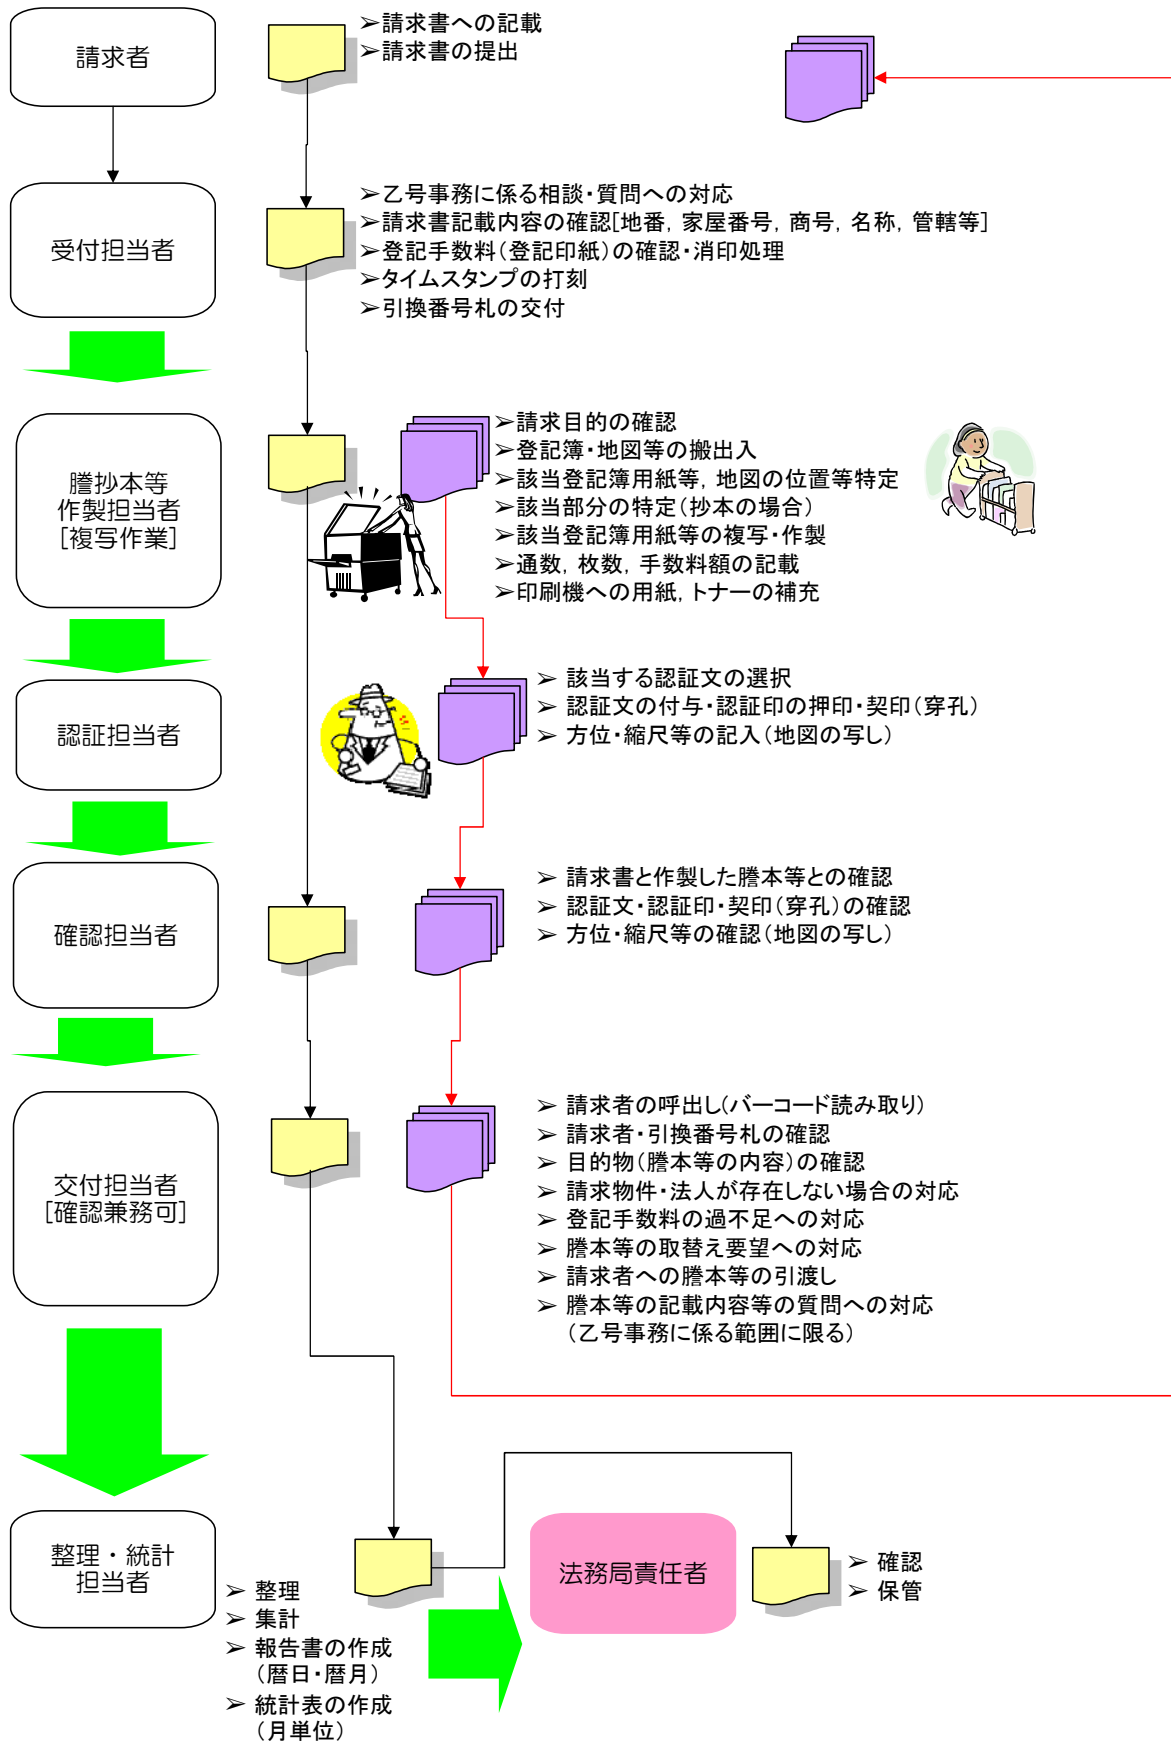 請求者
➢請求書への記載
➢請求書の提出
受付担当者
➢乙号事務に係る相談・質問への対応
➢請求書記載内容の確認[地番，家屋番号，商号，名称，管轄等]
➢登記手数料（登記印紙）の確認・消印処理
➢タイムスタンプの打刻
➢引換番号札の交付
謄抄本等
作製担当者
[複写作業]
➢請求目的の確認
➢登記簿・地図等の搬出入
➢該当登記簿用紙等，地図の位置等特定
➢該当部分の特定（抄本の場合）
➢該当登記簿用紙等の複写・作製
➢通数，枚数，手数料額の記載
➢印刷機への用紙，トナーの補充
認証担当者
➢ 該当する認証文の選択
➢ 認証文の付与・認証印の押印・契印（穿孔）
➢ 方位・縮尺等の記入（地図の写し）
確認担当者
➢ 請求書と作製した謄本等との確認
➢ 認証文・認証印・契印（穿孔）の確認
➢ 方位・縮尺等の確認（地図の写し）
交付担当者
[確認兼務可]
➢ 請求者の呼出し（バーコード読み取り）
➢ 請求者・引換番号札の確認
➢ 目的物（謄本等の内容）の確認
➢ 請求物件・法人が存在しない場合の対応
➢ 登記手数料の過不足への対応
➢ 謄本等の取替え要望への対応
➢ 請求者への謄本等の引渡し
➢ 謄本等の記載内容等の質問への対応
（乙号事務に係る範囲に限る）
整理・統計
担当者
➢ 整理
➢ 集計
➢ 報告書の作成
（暦日・暦月）
➢ 統計表の作成
（月単位）
法務局責任者
➢ 確認
➢ 保管